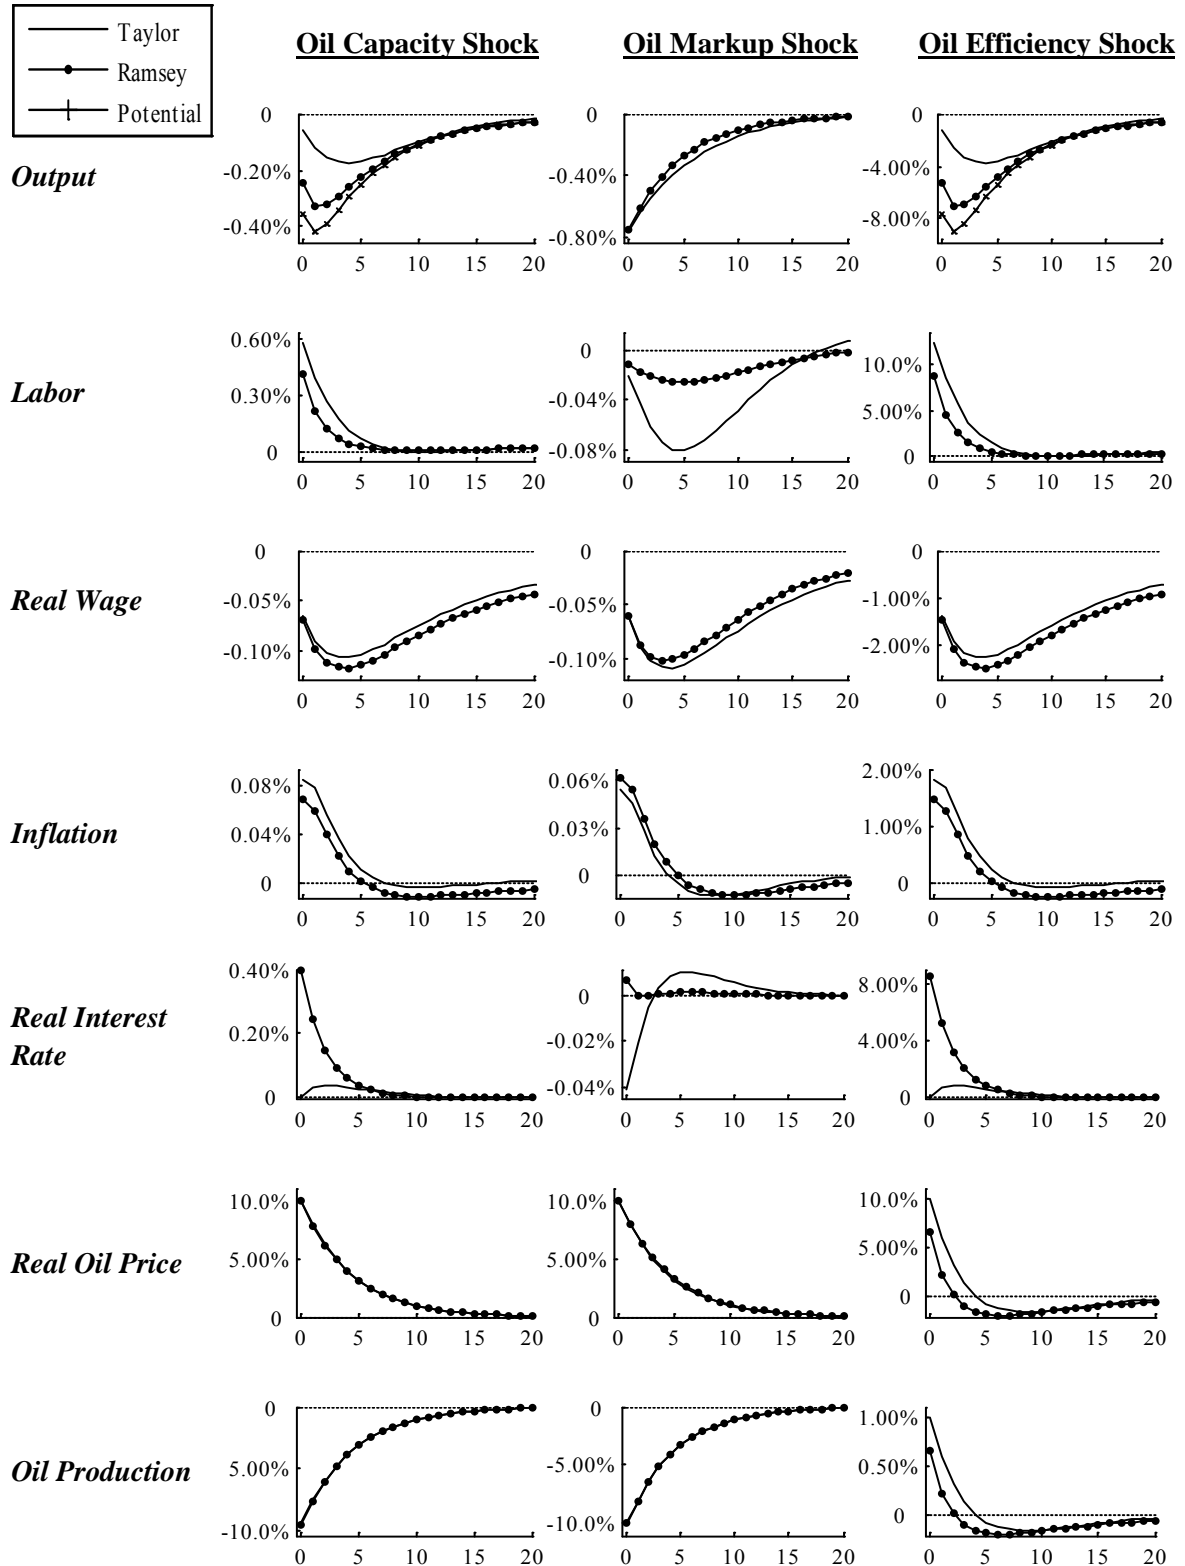 Taylor
Ramsey
Potential
Oil Capacity Shock
Oil Markup Shock
Oil Efficiency Shock
Output
0
-0.20%
-0.40%
0 5 10 15 20
0
-0.40%
-0.80%
0 5 10 15 20
0
-4.00%
-8.00%
0 5 10 15 20
Labor
0.60%
0.30%
0
0 5 10 15 20
0
-0.04%
-0.08%
0 5 10 15 20
10.0%
5.00%
0
0 5 10 15 20
Real Wage
0
-0.05%
-0.10%
0 5 10 15 20
0
-0.05%
-0.10%
0 5 10 15 20
0
-1.00%
-2.00%
0 5 10 15 20
Inflation
0.08%
0.04%
0
0 5 10 15 20
0.06%
0.03%
0
0 5 10 15 20
2.00%
1.00%
0
0 5 10 15 20
Real Interest
Rate
0.40%
0.20%
0
0 5 10 15 20
0
-0.02%
-0.04%
0 5 10 15 20
8.00%
4.00%
0
0 5 10 15 20
Real Oil Price
10.0%
5.00%
0
0 5 10 15 20
10.0%
5.00%
0
0 5 10 15 20
10.0%
5.00%
0
0 5 10 15 20
Oil Production
0
5.00%
-10.0%
0 5 10 15 20
0
-5.00%
-10.0%
0 5 10 15 20
1.00%
0.50%
0
0 5 10 15 20